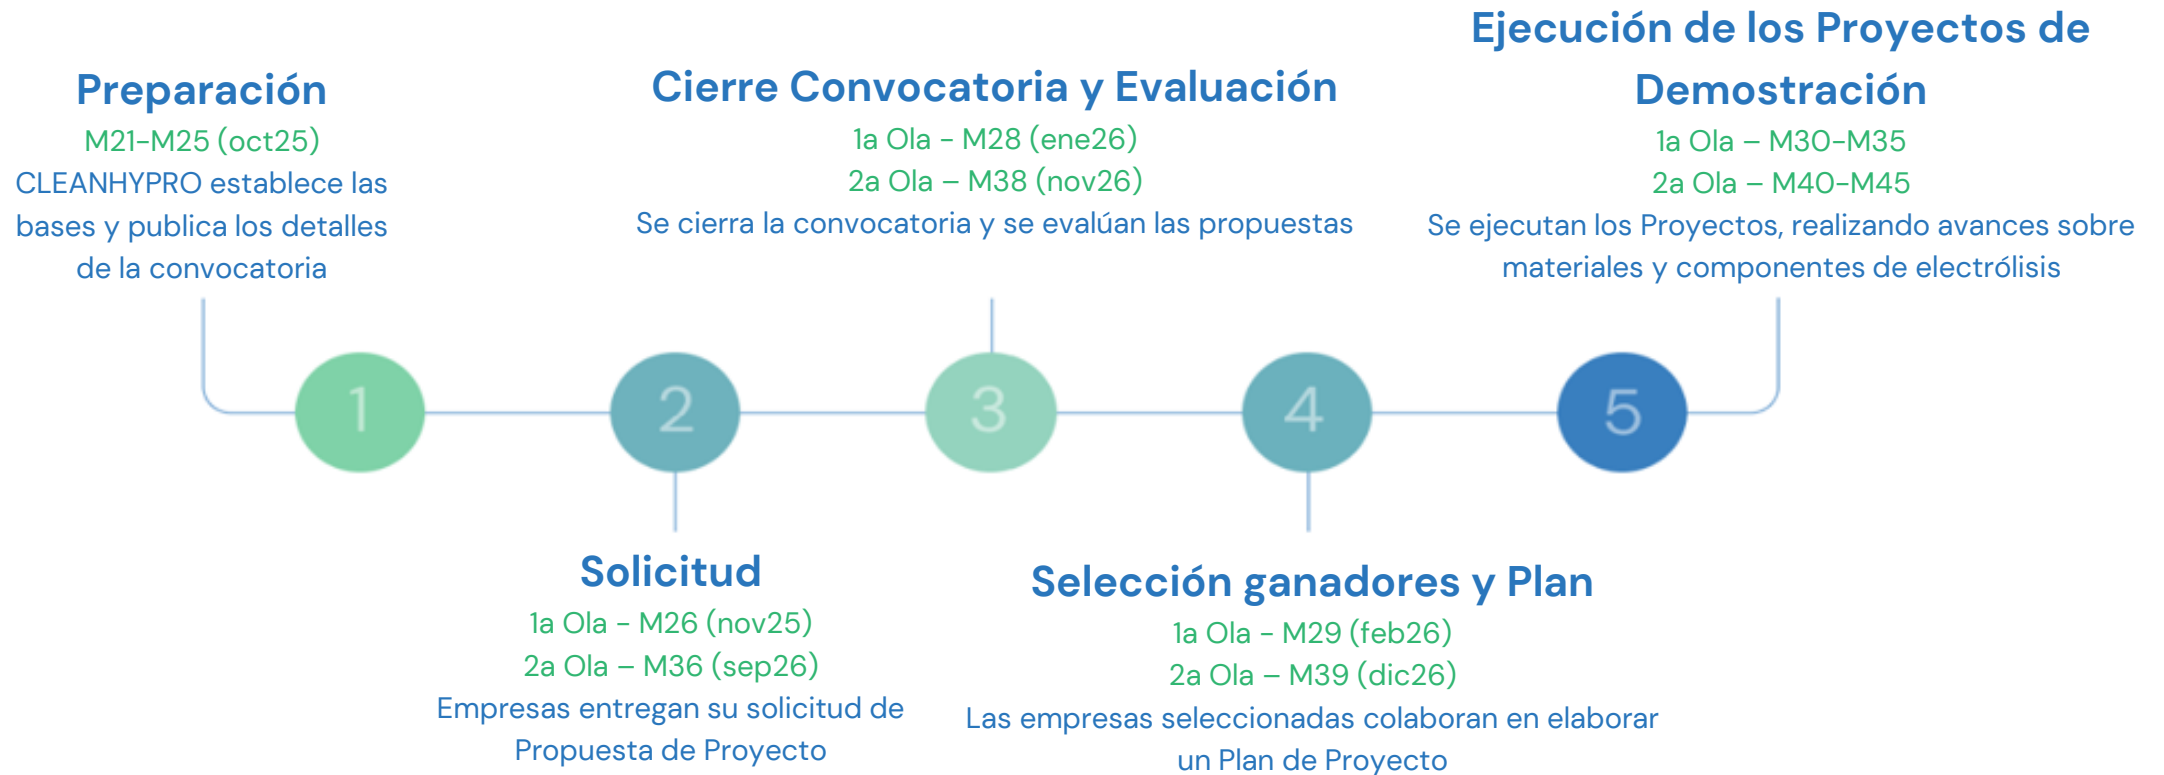 Preparación
M21-M25 (oct25)
CLEANHYPRO establece las
bases y publica los detalles
de la convocatoria
Cierre Convocatoria y Evaluación
1a Ola - M28 (ene26)
2a Ola – M38 (nov26)
Se cierra la convocatoria y se evalúan las propuestas
Ejecución de los Proyectos de
Demostración
1a Ola – M30-M35
2a Ola – M40-M45
Se ejecutan los Proyectos, realizando avances sobre
materiales y componentes de electrólisis
1
2
3
4
5
Solicitud
1a Ola - M26 (nov25)
2a Ola – M36 (sep26)
Empresas entregan su solicitud de
Propuesta de Proyecto
Selección ganadores y Plan
1a Ola - M29 (feb26)
2a Ola – M39 (dic26)
Las empresas seleccionadas colaboran en elaborar
un Plan de Proyecto